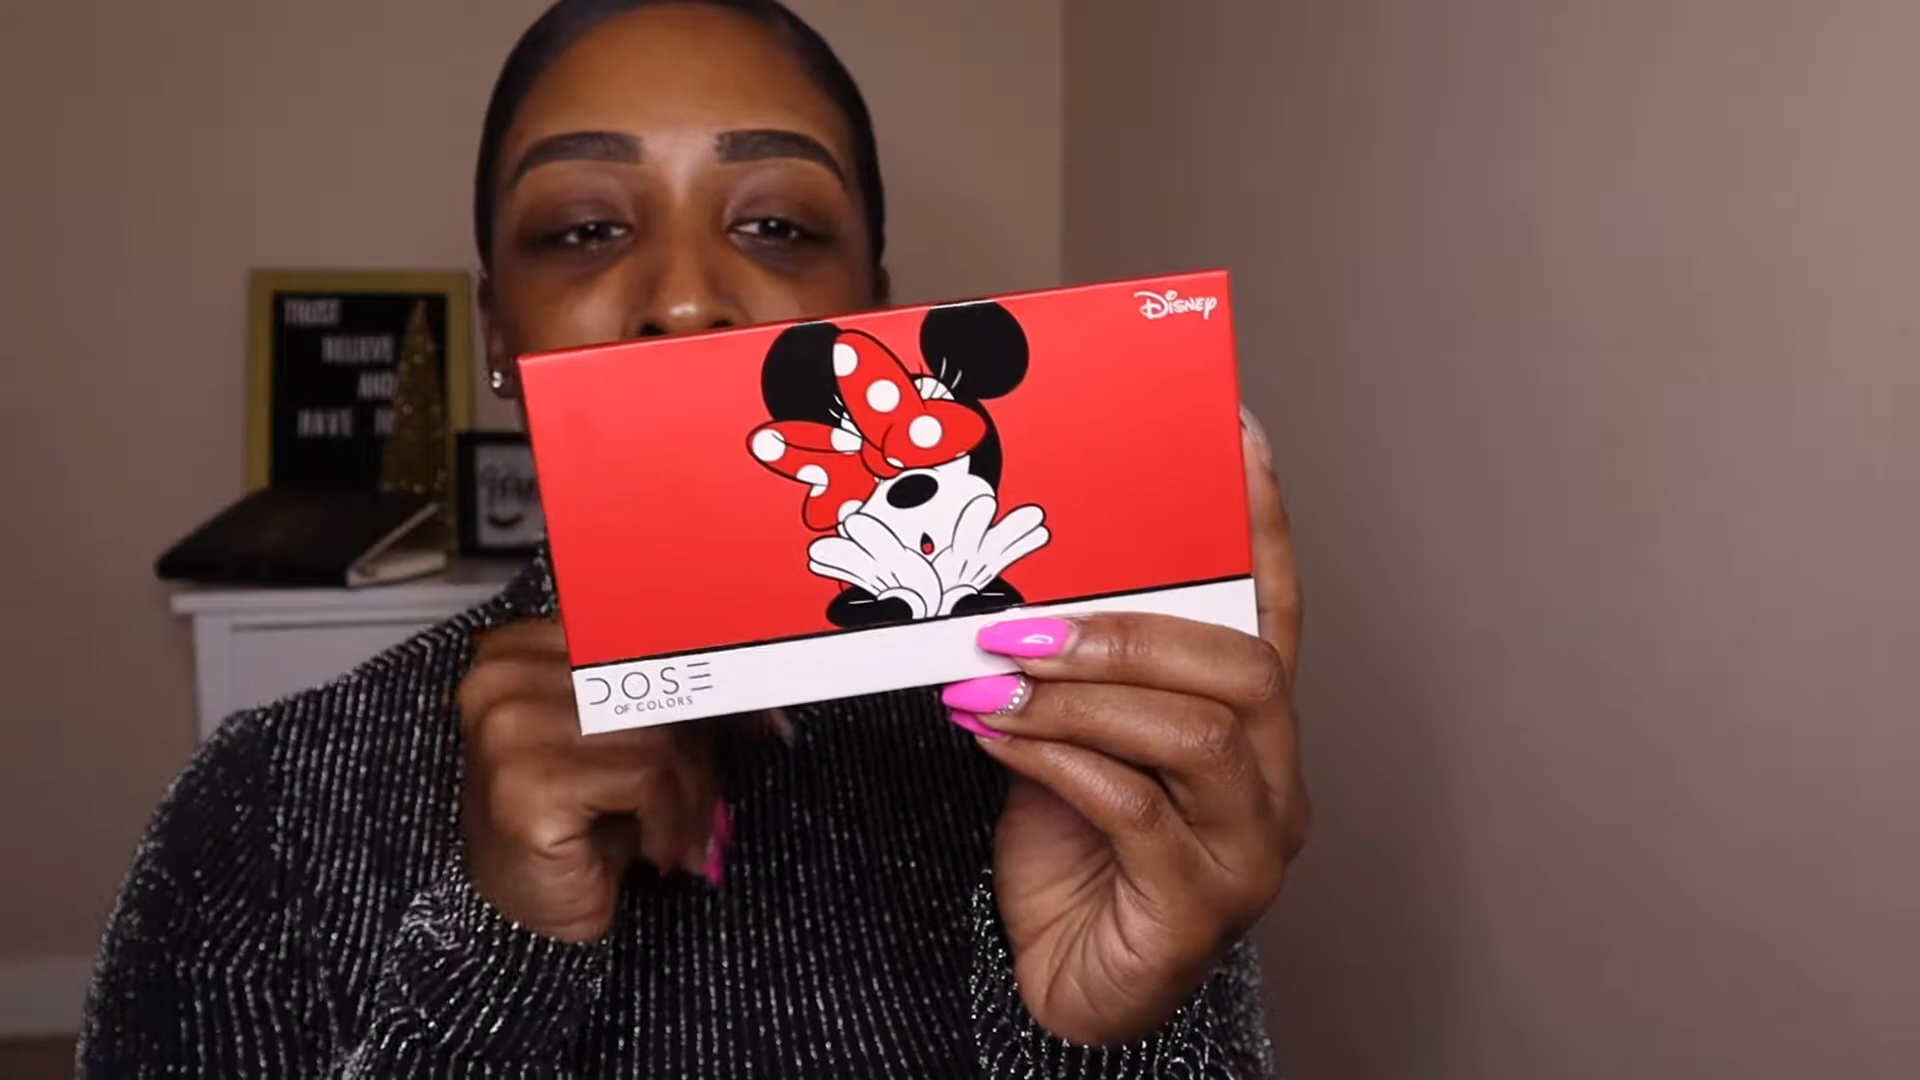 TRUST
BELIEVE
AND
HAVE
DISNEY
DOSE
OF COLORS